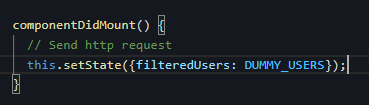 componentDidMount() {
  // Send http request
  this.setState({filteredUsers: DUMMY_USERS});
}